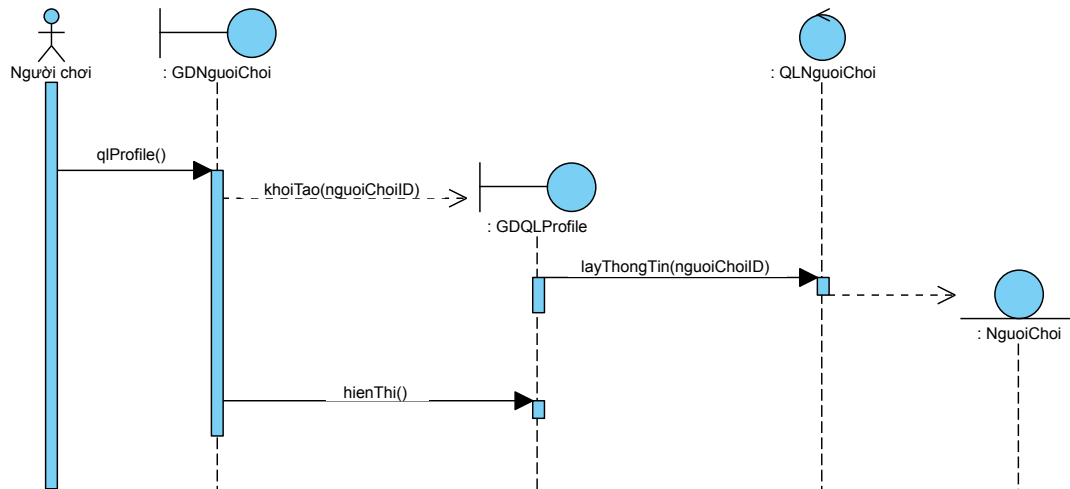 Người chơi
: GDNguoiChoi
: QLNguoiChoi
qlProfile()
khoiTao(nguoiChoiID)
: GDQLProfile
layThongTin(nguoiChoiID)
: NguoiChoi
hienThi()